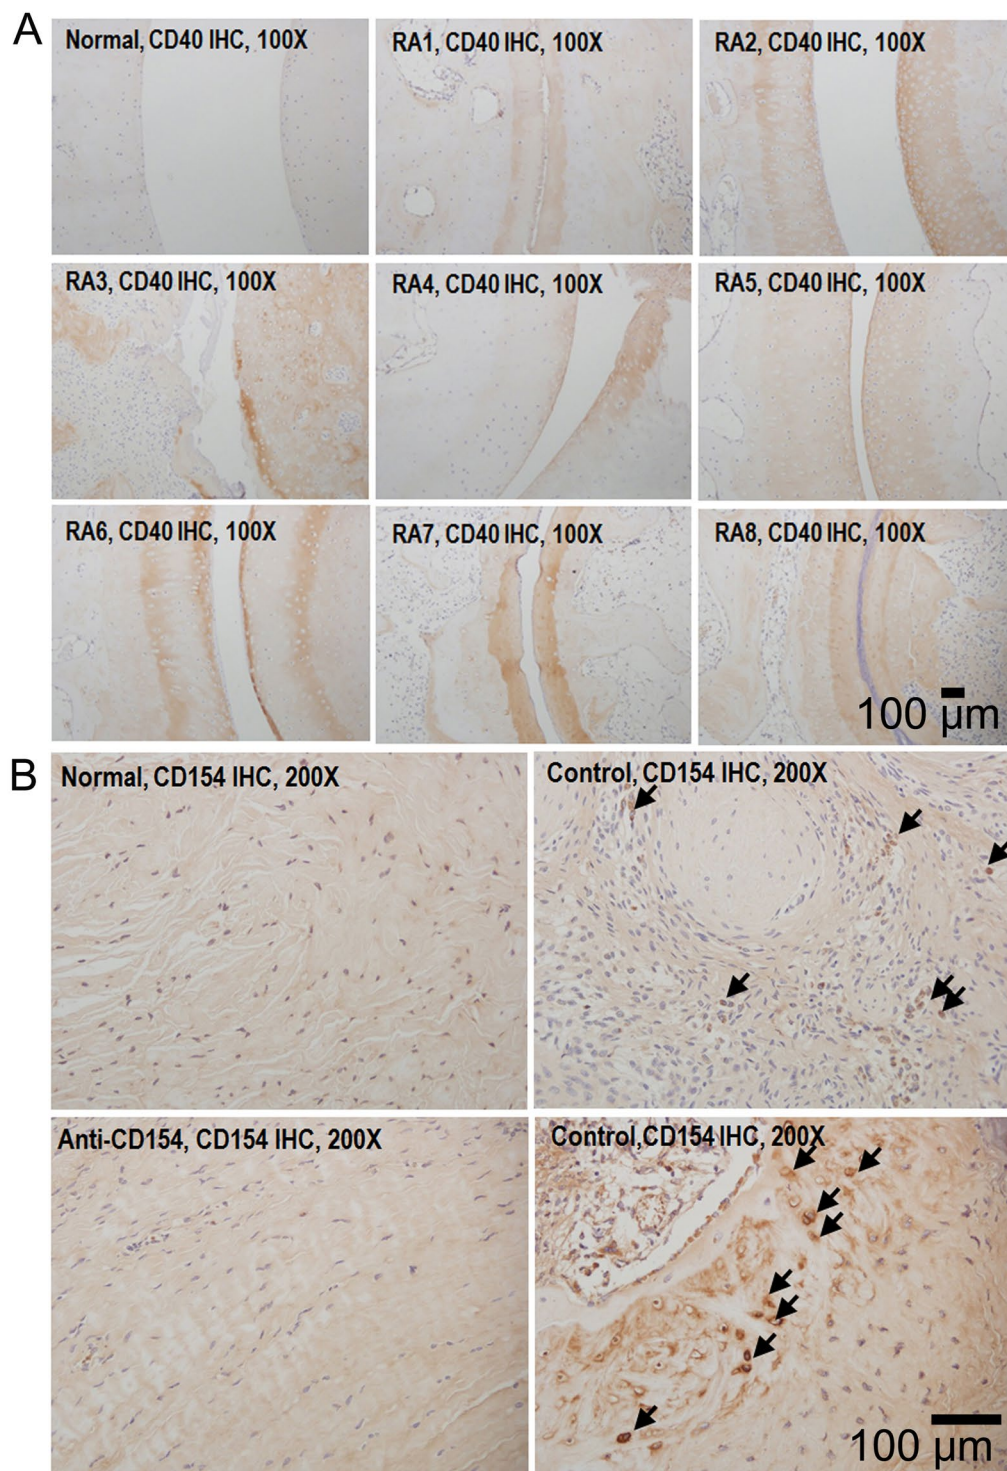 A
Normal, CD40 IHC, 100X
RA1, CD40 IHC, 100X
RA2, CD40 IHC, 100X
RA3, CD40 IHC, 100X
RA4, CD40 IHC, 100X
RA5, CD40 IHC, 100X
RA6, CD40 IHC, 100X
RA7, CD40 IHC, 100X
RA8, CD40 IHC, 100X
100 µm
B
Normal, CD154 IHC, 200X
Control, CD154 IHC, 200X
Anti-CD154, CD154 IHC, 200X
Control,CD154 IHC, 200X
100 µm